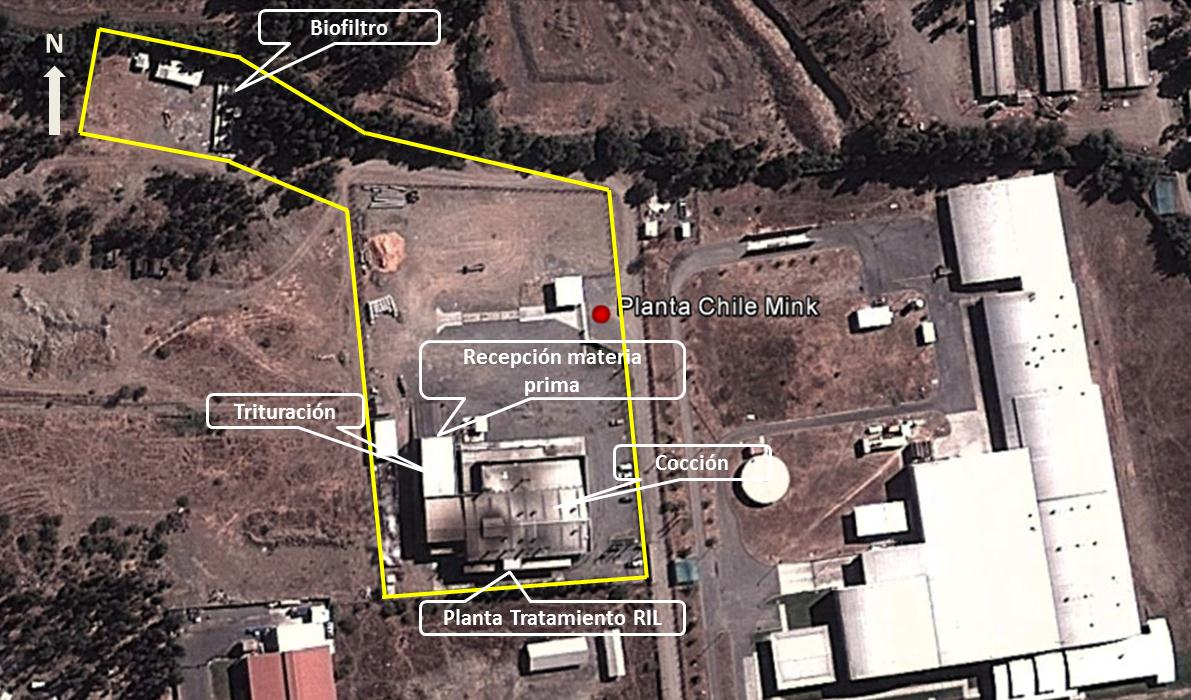 Biofiltro
N
Planta Chile Mink
Recepción materia
prima
Trituración
Cocción
Planta Tratamiento RIL